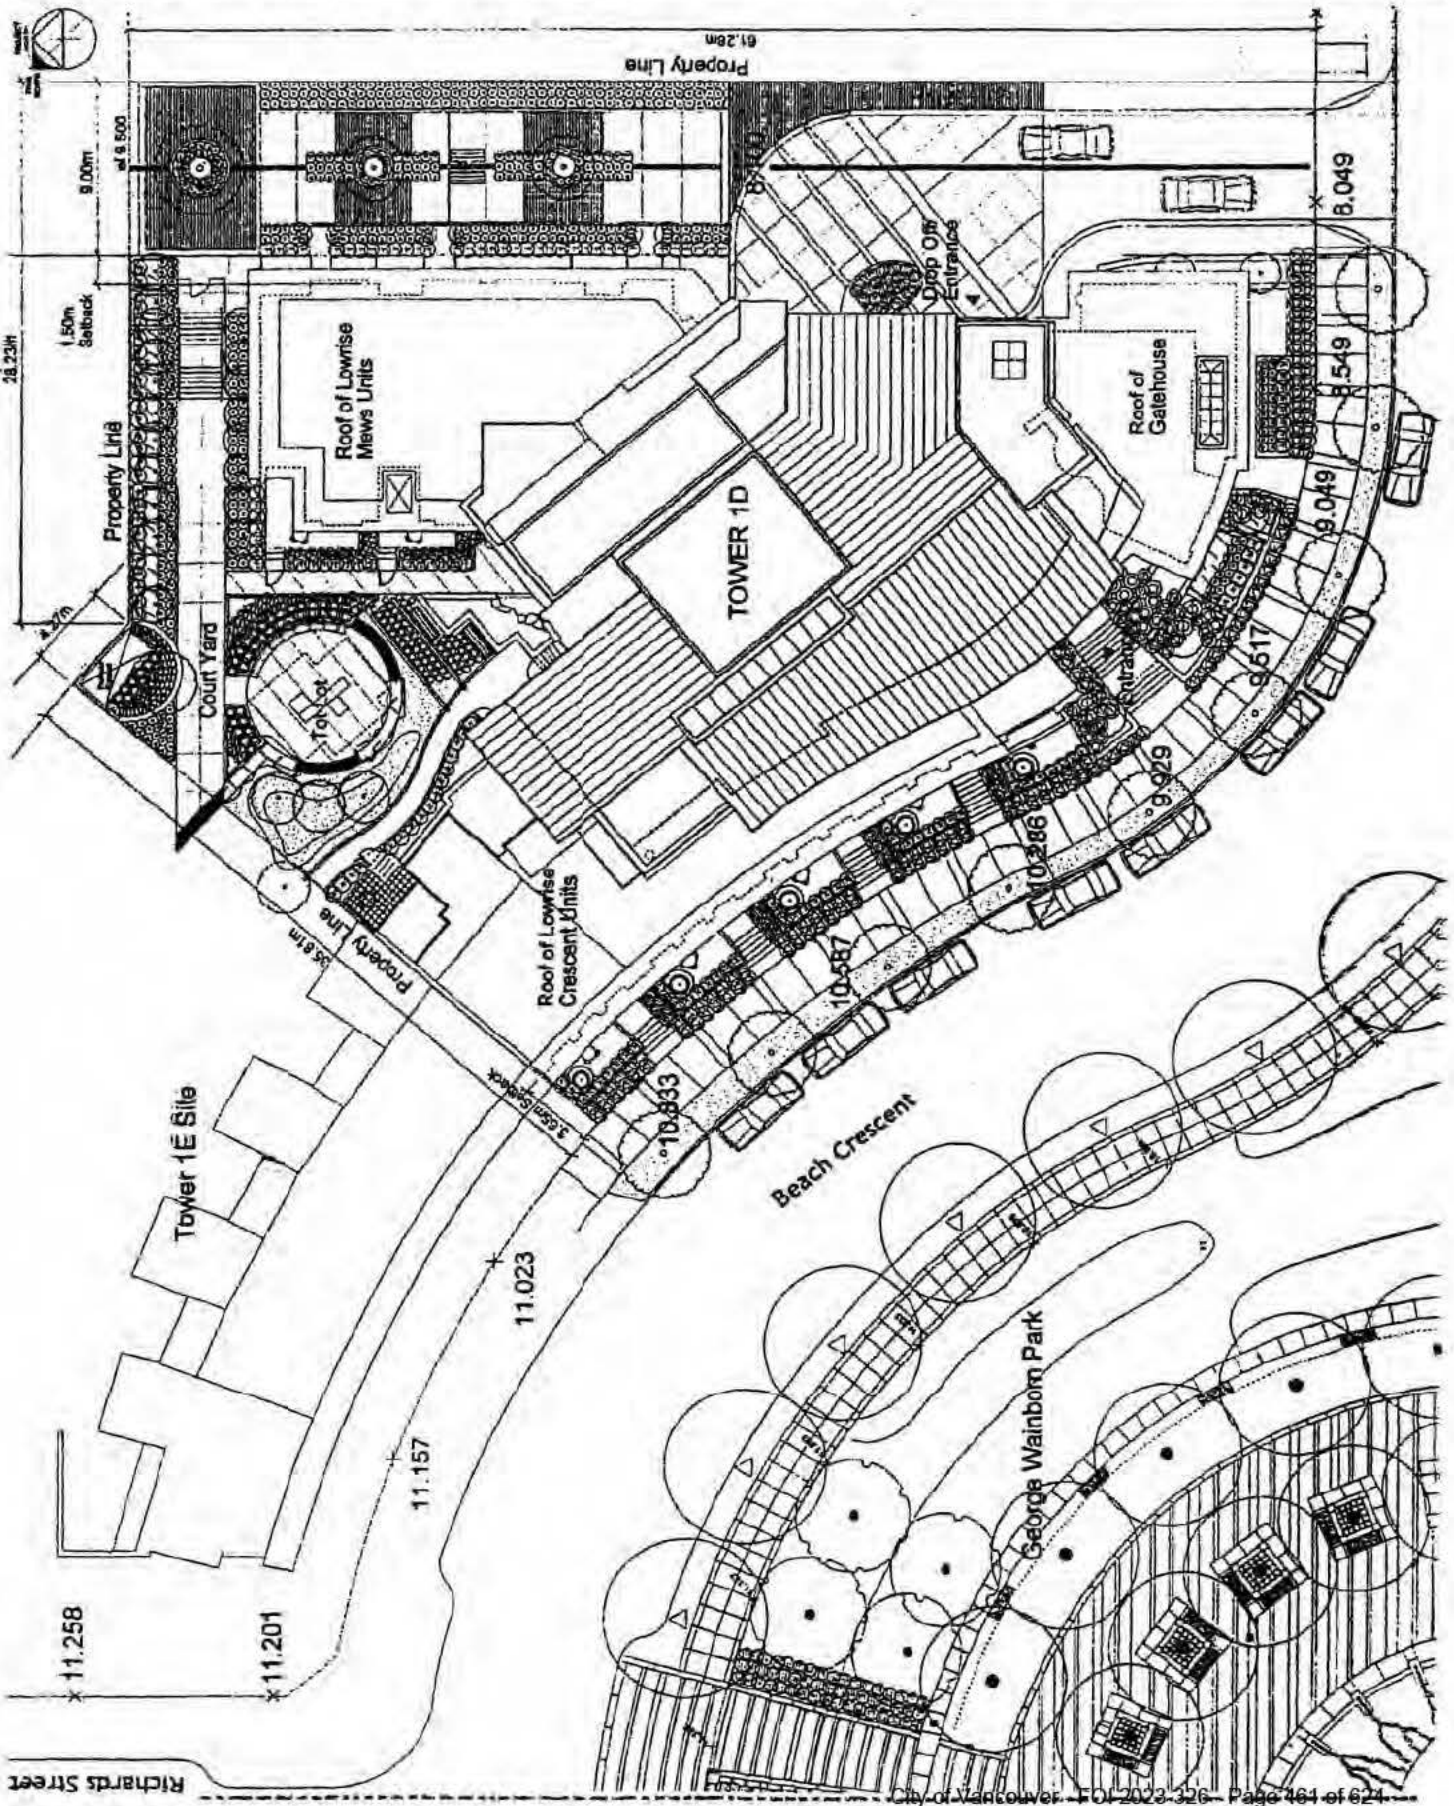 61.26m
Property Line
9.00m
1.50m
Setback
28.23m
Property Line
Court Yard
Tot Lot
Roof of Lowrise
Mews Units
Drop Off
Entrance
8.049
Roof of
Gatehouse
8.549
9.049
TOWER 1D
Entrance
9.517
9.929
10.286
10.587
10.833
Roof of Lowrise
Crescent Units
35.81m
Property Line
3.65m Setback
Tower 1E Site
Beach Crescent
11.023
11.157
11.201
11.258
George Wainborn Park
Richards Street
City of Vancouver - FOI 2023-326 - Page 461 of 624